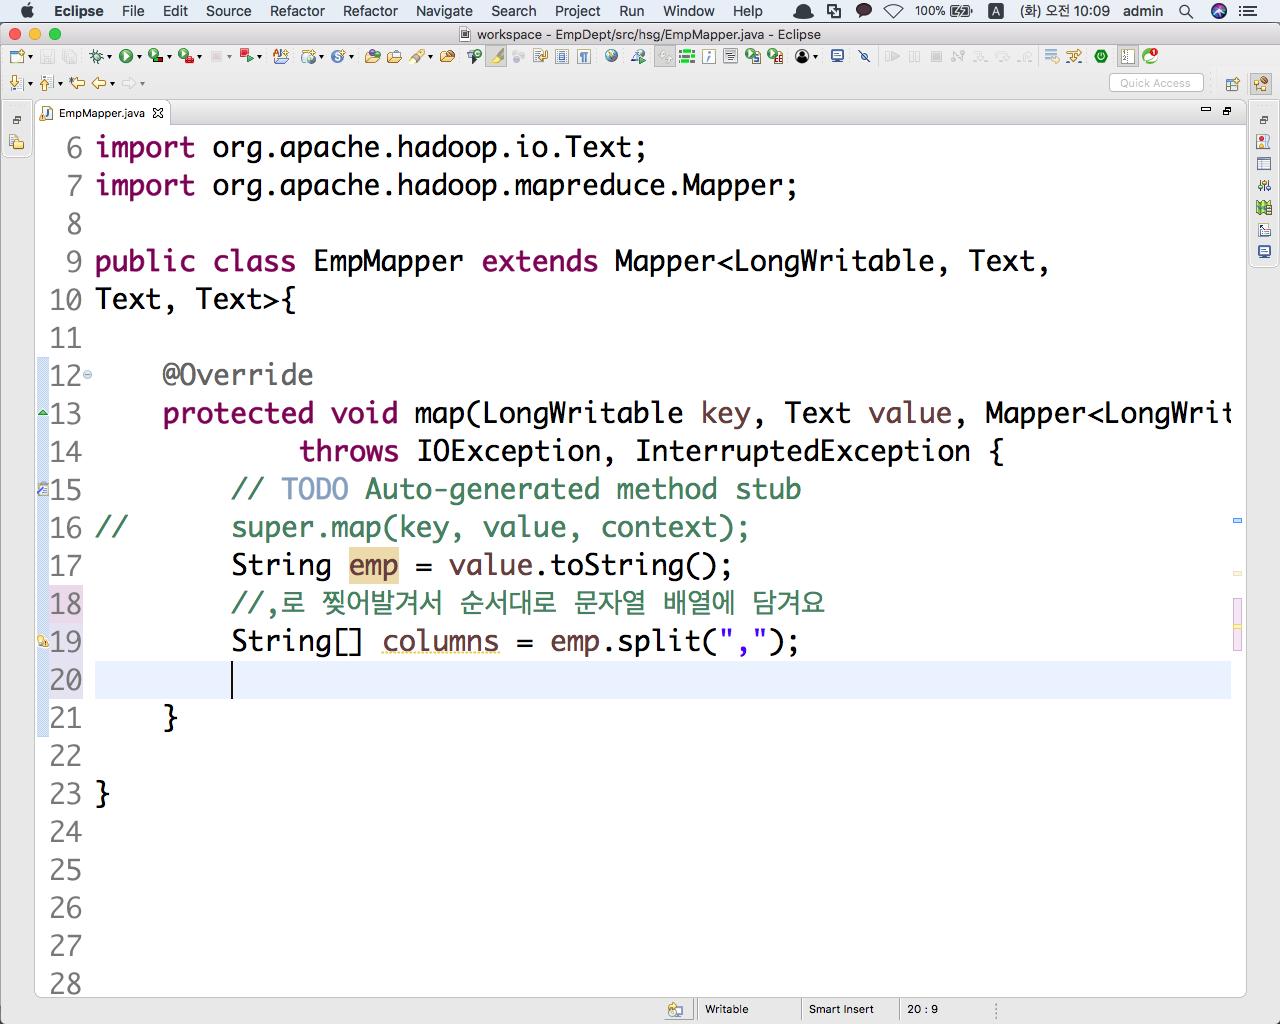 Eclipse File Edit Source Refactor Refactor Navigate Search Project Run Window Help 100% A (화) 오전 10:09 admin
workspace - EmpDept/src/hsg/EmpMapper.java - Eclipse
Quick Access
EmpMapper.java
6 import org.apache.hadoop.io.Text;
7 import org.apache.hadoop.mapreduce.Mapper;
8
9 public class EmpMapper extends Mapper<LongWritable, Text,
10 Text, Text>{
11
12 @Override
13 protected void map(LongWritable key, Text value, Mapper<LongWrit
14 throws IOException, InterruptedException {
15 // TODO Auto-generated method stub
16 // super.map(key, value, context);
17 String emp = value.toString();
18 //,로 찢어발겨서 순서대로 문자열 배열에 담겨요
19 String[] columns = emp.split(",");
20
21 }
22
23 }
24
25
26
27
28
Writable Smart Insert 20 : 9